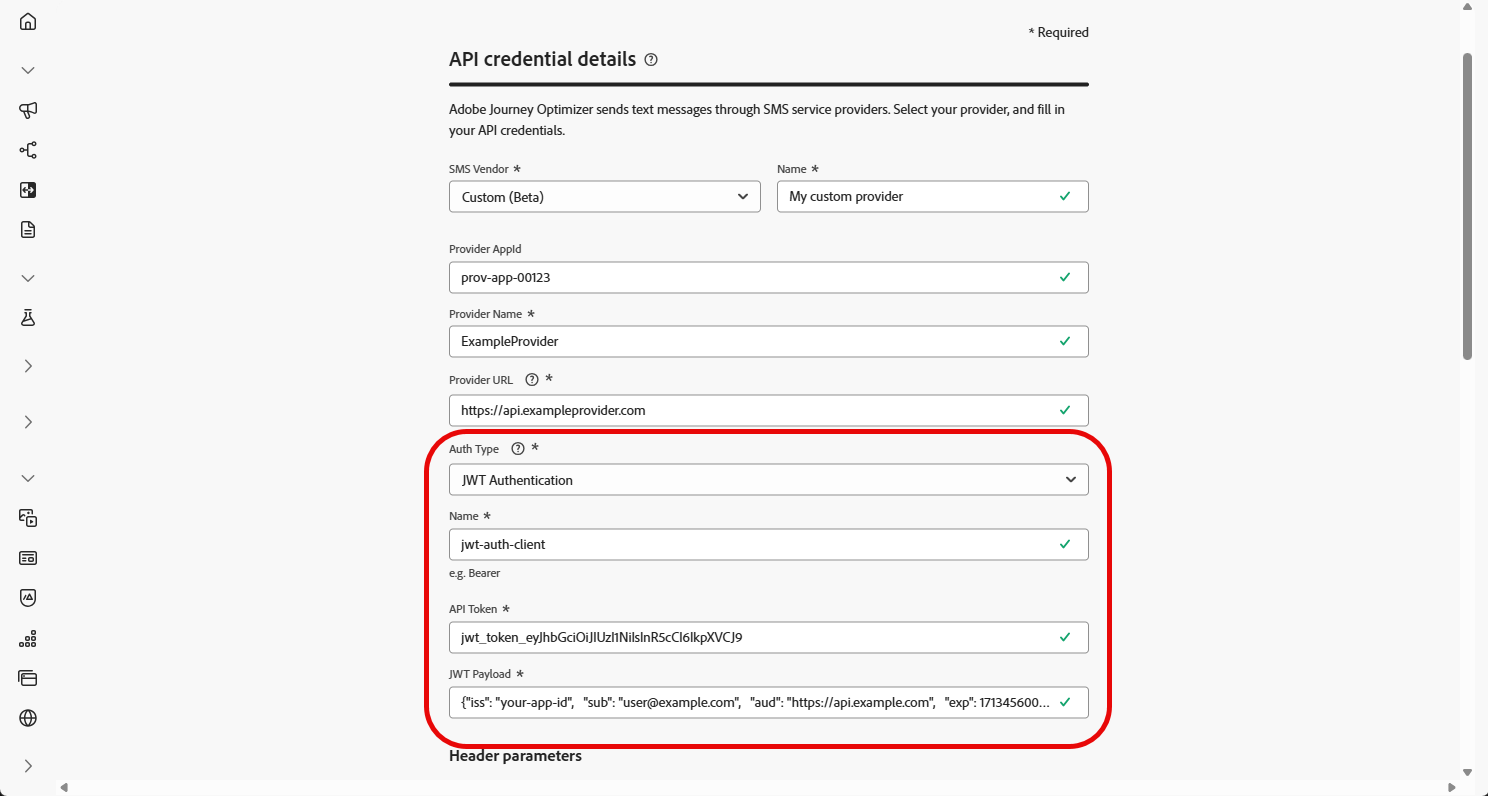 * Required
API credential details
Adobe Journey Optimizer sends text messages through SMS service providers. Select your provider, and fill in
your API credentials.
SMS Vendor *
Name *
Custom (Beta)
My custom provider
Provider AppId
prov-app-00123
Provider Name *
ExampleProvider
Provider URL *
https://api.exampleprovider.com
Auth Type *
JWT Authentication
Name *
jwt-auth-client
e.g. Bearer
API Token *
jwt_token_eyJhbGciOiJIUzI1NiIsInR5cCI6IkpXVCJ9
JWT Payload *
{"iss": "your-app-id", "sub": "user@example.com", "aud": "https://api.example.com", "exp": 171345600...
Header parameters